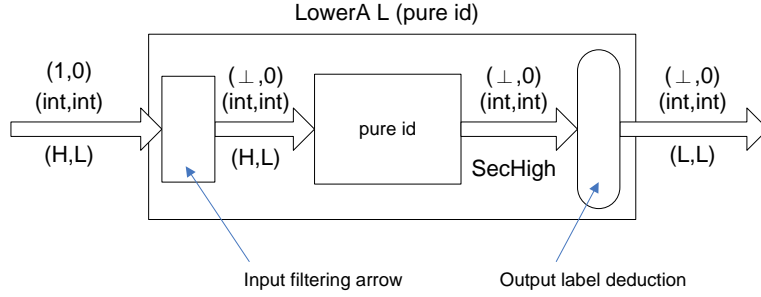 LowerA L (pure id)
(1,0)
(int,int)
(H,L)
(⊥,0)
(int,int)
(H,L)
pure id
(⊥,0)
(int,int)
SecHigh
(⊥,0)
(int,int)
(L,L)
Input filtering arrow
Output label deduction